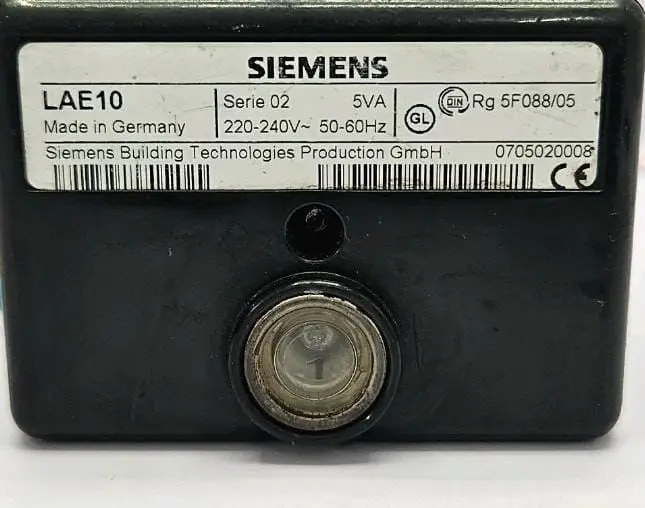 SIEMENS
LAE10
Serie 02 5VA
DIN Rg 5F088/05
GL
Made in Germany
220-240V~ 50-60Hz
Siemens Building Technologies Production GmbH 0705020008
CE
1